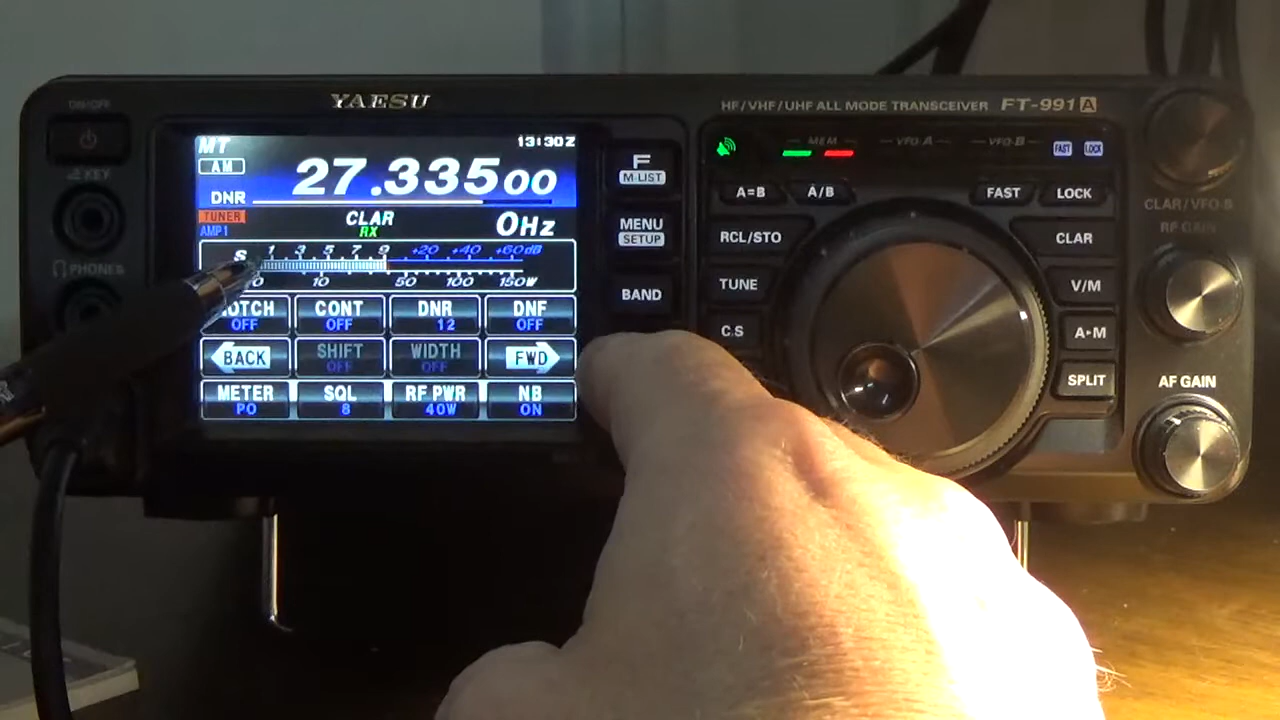 YAESU
HF/VHF/UHF ALL MODE TRANSCEIVER FT-991A
ON/OFF
KEY
PHONES
MT 13:30Z
AM 27.335 00
DNR
TUNER CLAR 0Hz
AMP1 RX
S 1 3 5 7 9 +20 +40 +60dB
0 10 50 100 150W
OTCH CONT DNR DNF
OFF OFF 12 OFF
BACK SHIFT WIDTH FWD
OFF OFF
METER SQL RF PWR NB
PO 8 40W ON
F
M-LIST
MENU
SETUP
BAND
MEM VFO-A VFO-B FAST LOCK
A=B A/B FAST LOCK
RCL/STO CLAR
TUNE V/M
C.S A▸M
SPLIT
CLAR/VFO-B
RF GAIN
AF GAIN